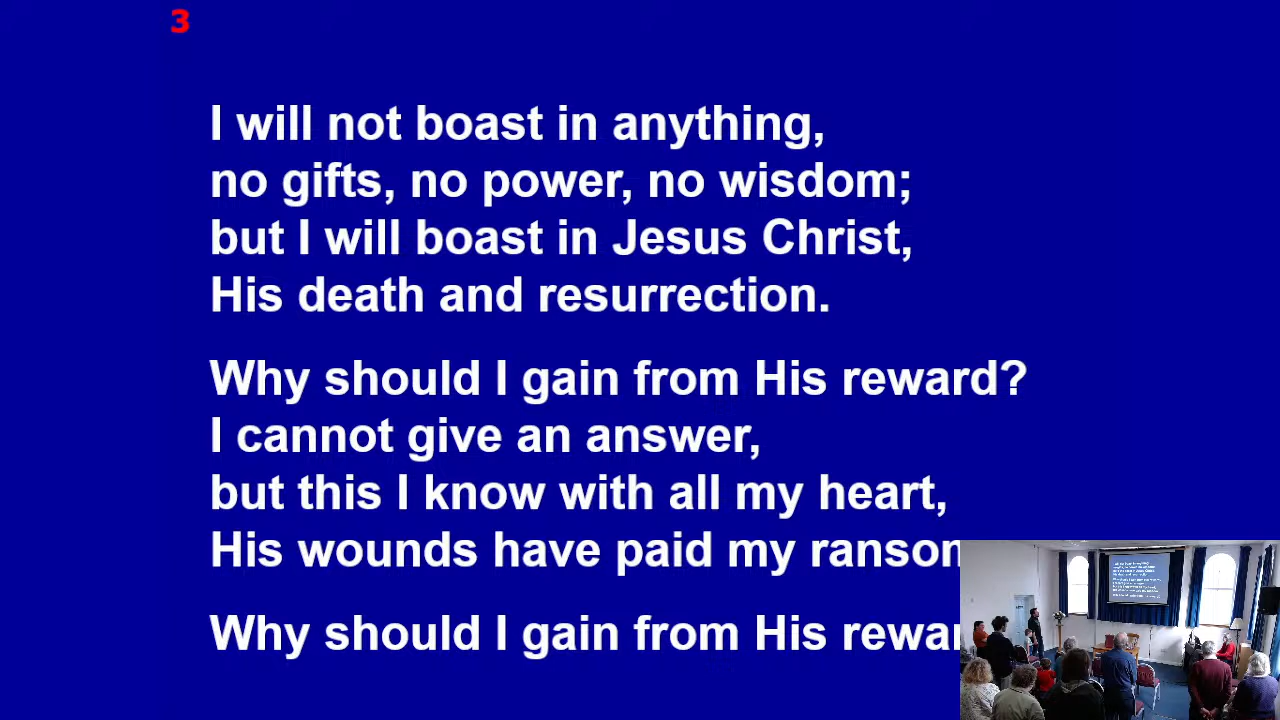 3
I will not boast in anything,
no gifts, no power, no wisdom;
but I will boast in Jesus Christ,
His death and resurrection.
Why should I gain from His reward?
I cannot give an answer,
but this I know with all my heart,
His wounds have paid my
Why should I gain from His